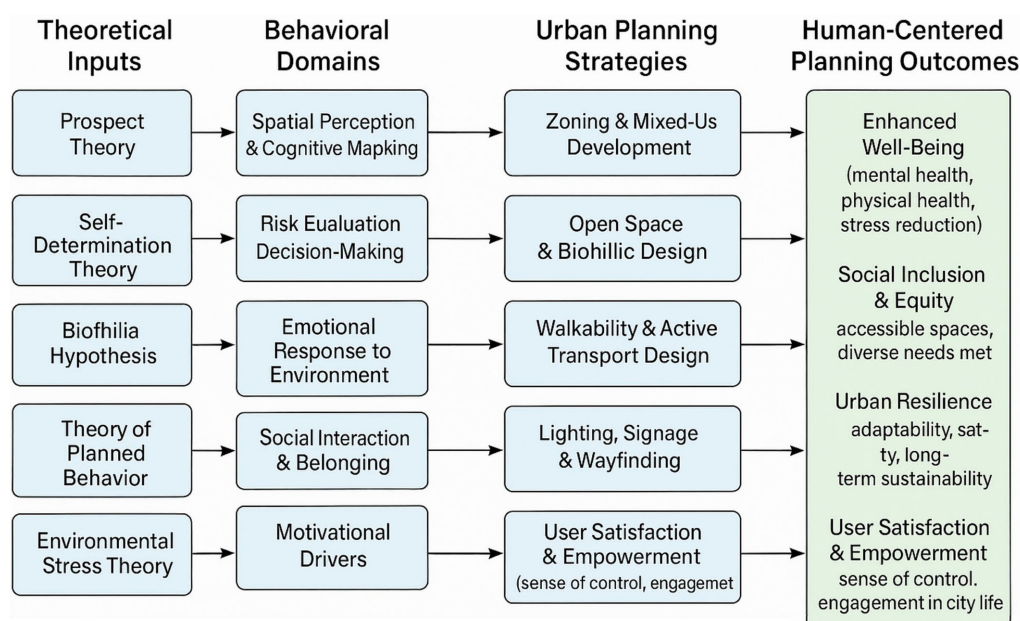 Theoretical
Inputs
Behavioral
Domains
Urban Planning
Strategies
Human-Centered
Planning Outcomes
Prospect
Theory
Spatial Perception
& Cognitive Mapking
Zoning & Mixed-Us
Development
Self-
Determination
Theory
Risk Eualuation
Decision-Making
Open Space
& Biohillic Design
Biofhilia
Hypothesis
Emotional
Response to
Environment
Walkability & Active
Transport Design
Theory of
Planned
Behavior
Social Interaction
& Belonging
Lighting, Signage
& Wayfinding
Environmental
Stress Theory
Motivational
Drivers
User Satisfaction
& Empowerment
(sense of control, engagemet
Enhanced
Well-Being
(mental health,
physical health,
stress reduction)
Social Inclusion
& Equity
accessible spaces,
diverse needs met
Urban Resilience
adaptability, sat-
ty, long-
term sustainability
User Satisfaction
& Empowerment
sense of control.
engagement in city life